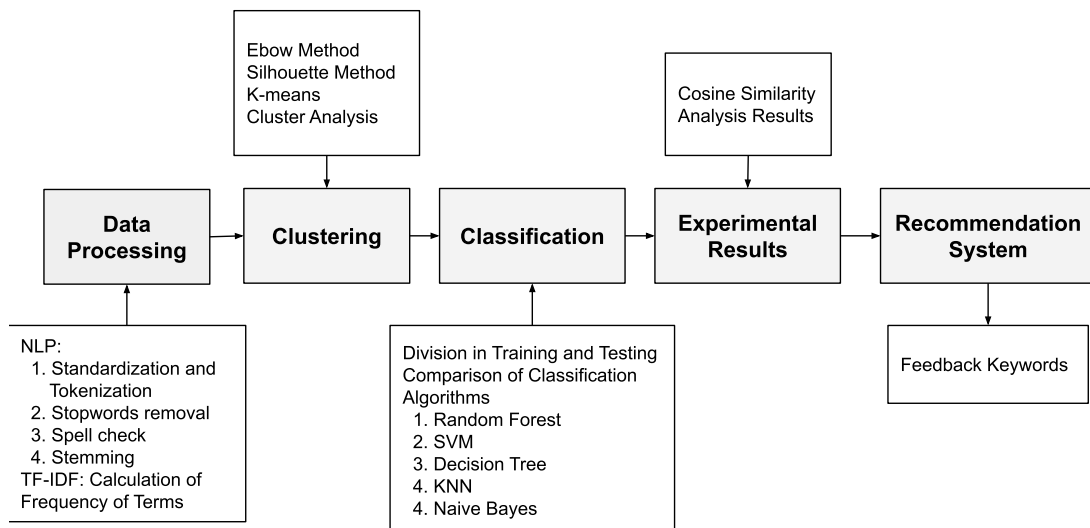 Ebow Method
Silhouette Method
K-means
Cluster Analysis
Cosine Similarity
Analysis Results
Data
Processing
Clustering
Classification
Experimental
Results
Recommendation
System
NLP:
1. Standardization and
Tokenization
2. Stopwords removal
3. Spell check
4. Stemming
TF-IDF: Calculation of
Frequency of Terms
Division in Training and Testing
Comparison of Classification
Algorithms
1. Random Forest
2. SVM
3. Decision Tree
4. KNN
4. Naive Bayes
Feedback Keywords